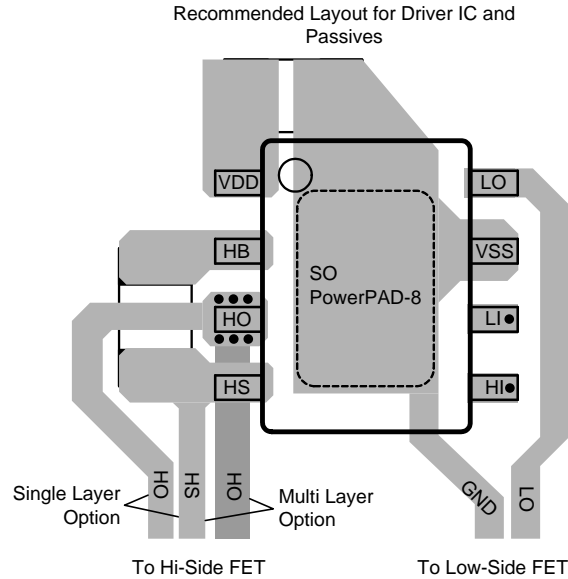 Recommended Layout for Driver IC and
Passives
VDD
LO
HB
VSS
SO
PowerPAD-8
HO
LI
HS
HI
HO
HS
HO
GND
LO
Single Layer
Option
Multi Layer
Option
To Hi-Side FET
To Low-Side FET